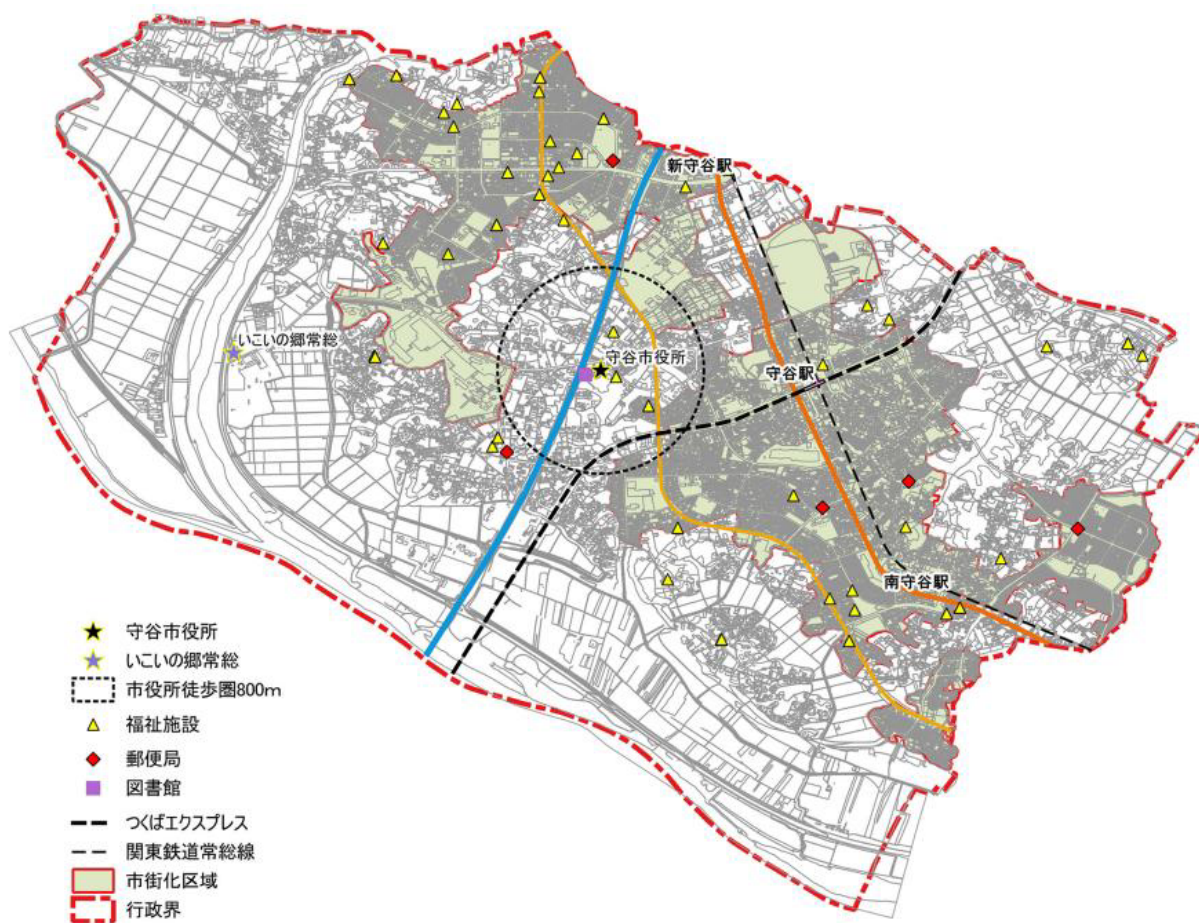 新守谷駅
いこいの郷常総
守谷市役所
守谷駅
南守谷駅
守谷市役所
いこいの郷常総
市役所徒歩圏800m
福祉施設
郵便局
図書館
つくばエクスプレス
関東鉄道常総線
市街化区域
行政界